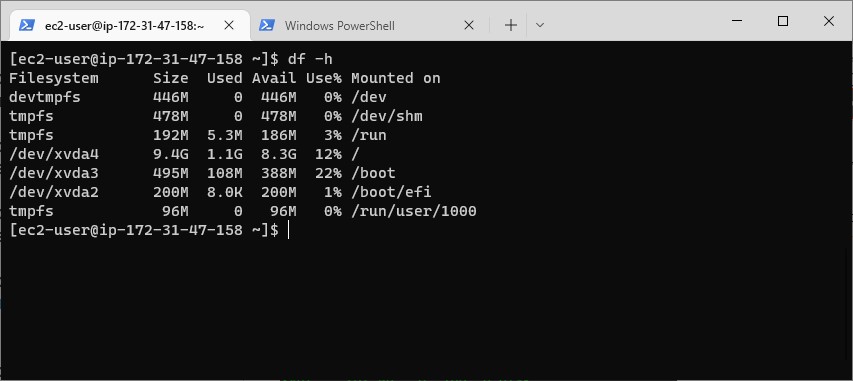 ec2-user@ip-172-31-47-158:~ Windows PowerShell
[ec2-user@ip-172-31-47-158 ~]$ df -h
Filesystem      Size  Used Avail Use% Mounted on
devtmpfs        446M     0  446M   0% /dev
tmpfs           478M     0  478M   0% /dev/shm
tmpfs           192M  5.3M  186M   3% /run
/dev/xvda4      9.4G  1.1G  8.3G  12% /
/dev/xvda3      495M  108M  388M  22% /boot
/dev/xvda2      200M  8.0K  200M   1% /boot/efi
tmpfs            96M     0   96M   0% /run/user/1000
[ec2-user@ip-172-31-47-158 ~]$